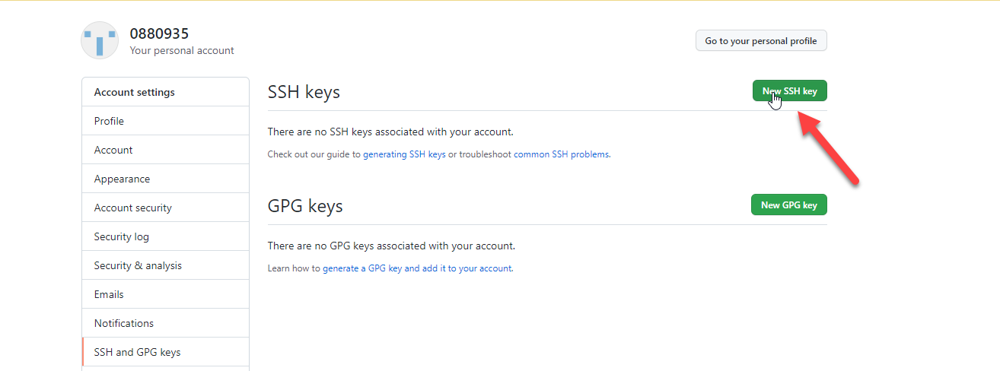 0880935
Your personal account
Go to your personal profile
Account settings
Profile
Account
Appearance
Account security
Security log
Security & analysis
Emails
Notifications
SSH and GPG keys
SSH keys
New SSH key
There are no SSH keys associated with your account.
Check out our guide to generating SSH keys or troubleshoot common SSH problems.
GPG keys
New GPG key
There are no GPG keys associated with your account.
Learn how to generate a GPG key and add it to your account.